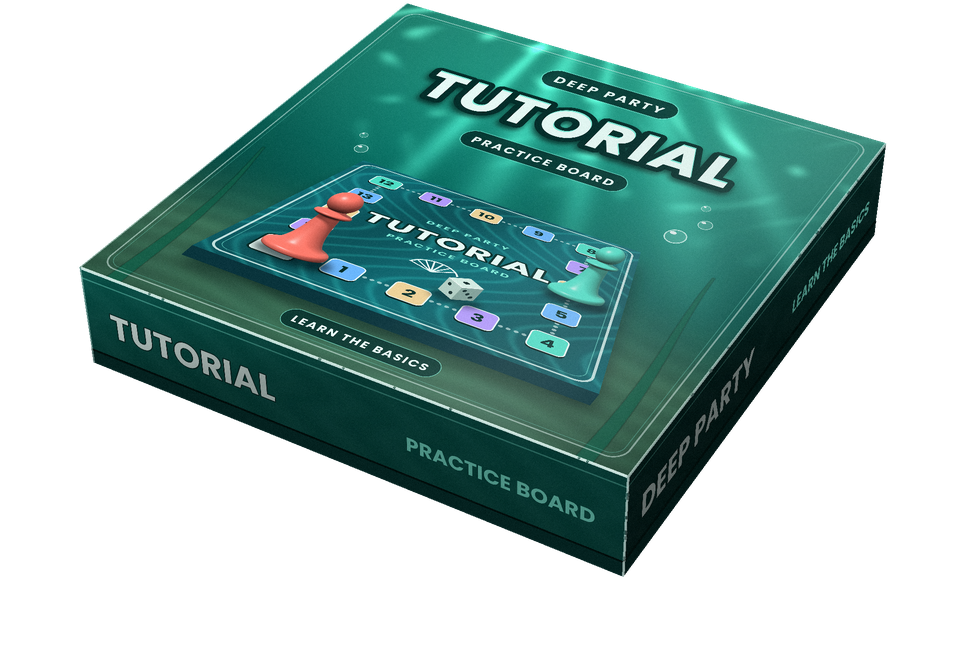 DEEP PARTY
TUTORIAL
PRACTICE BOARD
12
11
10
9
8
13
7
DEEP PARTY
TUTORIAL
PRACTICE BOARD
1
2
3
4
5
LEARN THE BASICS
TUTORIAL
PRACTICE BOARD
DEEP PARTY
LEARN THE BASICS